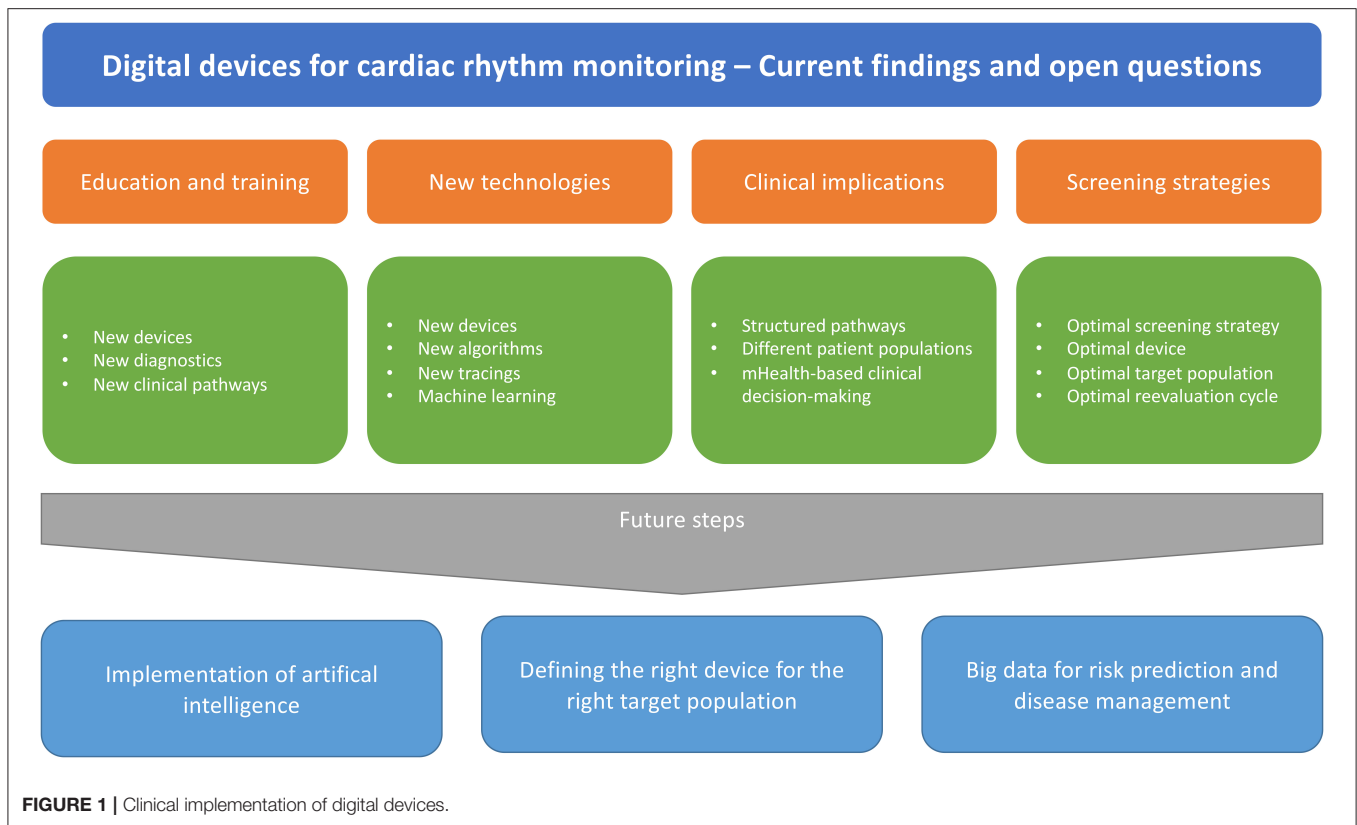 Digital devices for cardiac rhythm monitoring – Current findings and open questions
Education and training
New technologies
Clinical implications
Screening strategies
• New devices
• New diagnostics
• New clinical pathways
• New devices
• New algorithms
• New tracings
• Machine learning
• Structured pathways
• Different patient populations
• mHealth-based clinical
decision-making
• Optimal screening strategy
• Optimal device
• Optimal target population
• Optimal reevaluation cycle
Future steps
Implementation of artifical
intelligence
Defining the right device for the
right target population
Big data for risk prediction and
disease management
FIGURE 1 | Clinical implementation of digital devices.